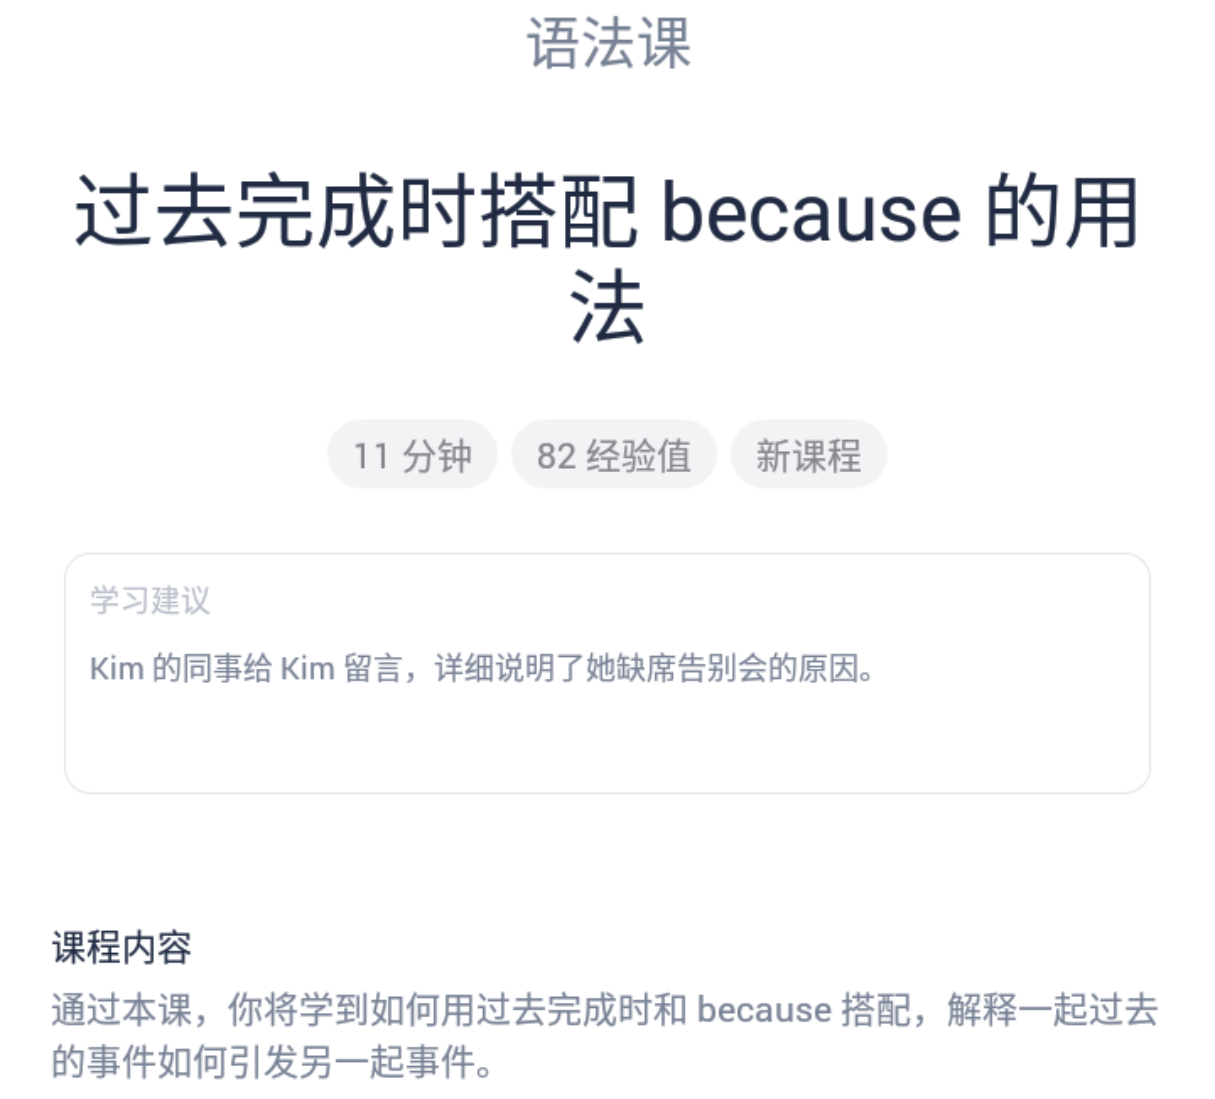 语法课
过去完成时搭配 because 的用
法
11 分钟
82 经验值
新课程
学习建议
Kim 的同事给 Kim 留言，详细说明了她缺席告别会的原因。
课程内容
通过本课，你将学到如何用过去完成时和 because 搭配，解释一起过去
的事件如何引发另一起事件。